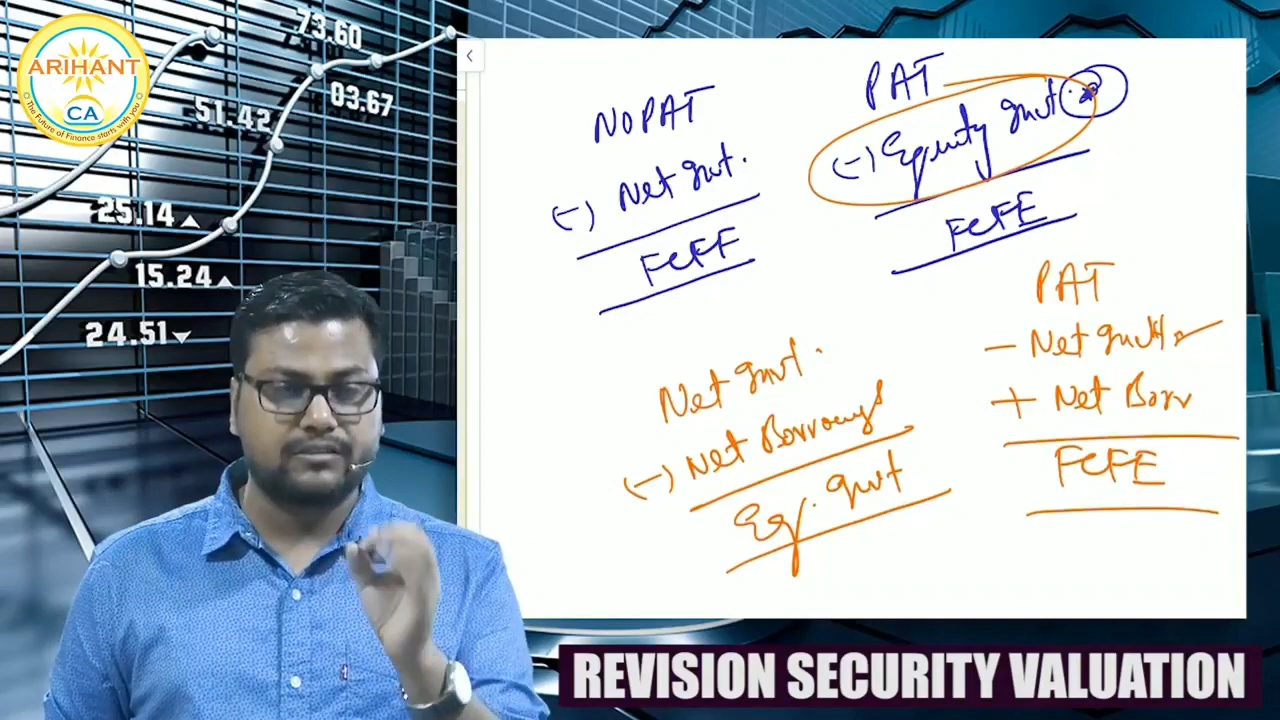 ARIHANT
CA
The Future of Finance starts with you
73.60
51.42
03.67
25.14
15.24
24.51
NOPAT
(-) Net Invt.
FCFF
PAT
(-) Equity Invt.
FCFE
Net Invt.
(-) Net Borrowings
Eq. Invt
PAT
- Net Invt
+ Net Borr
FCFE
REVISION SECURITY VALUATION